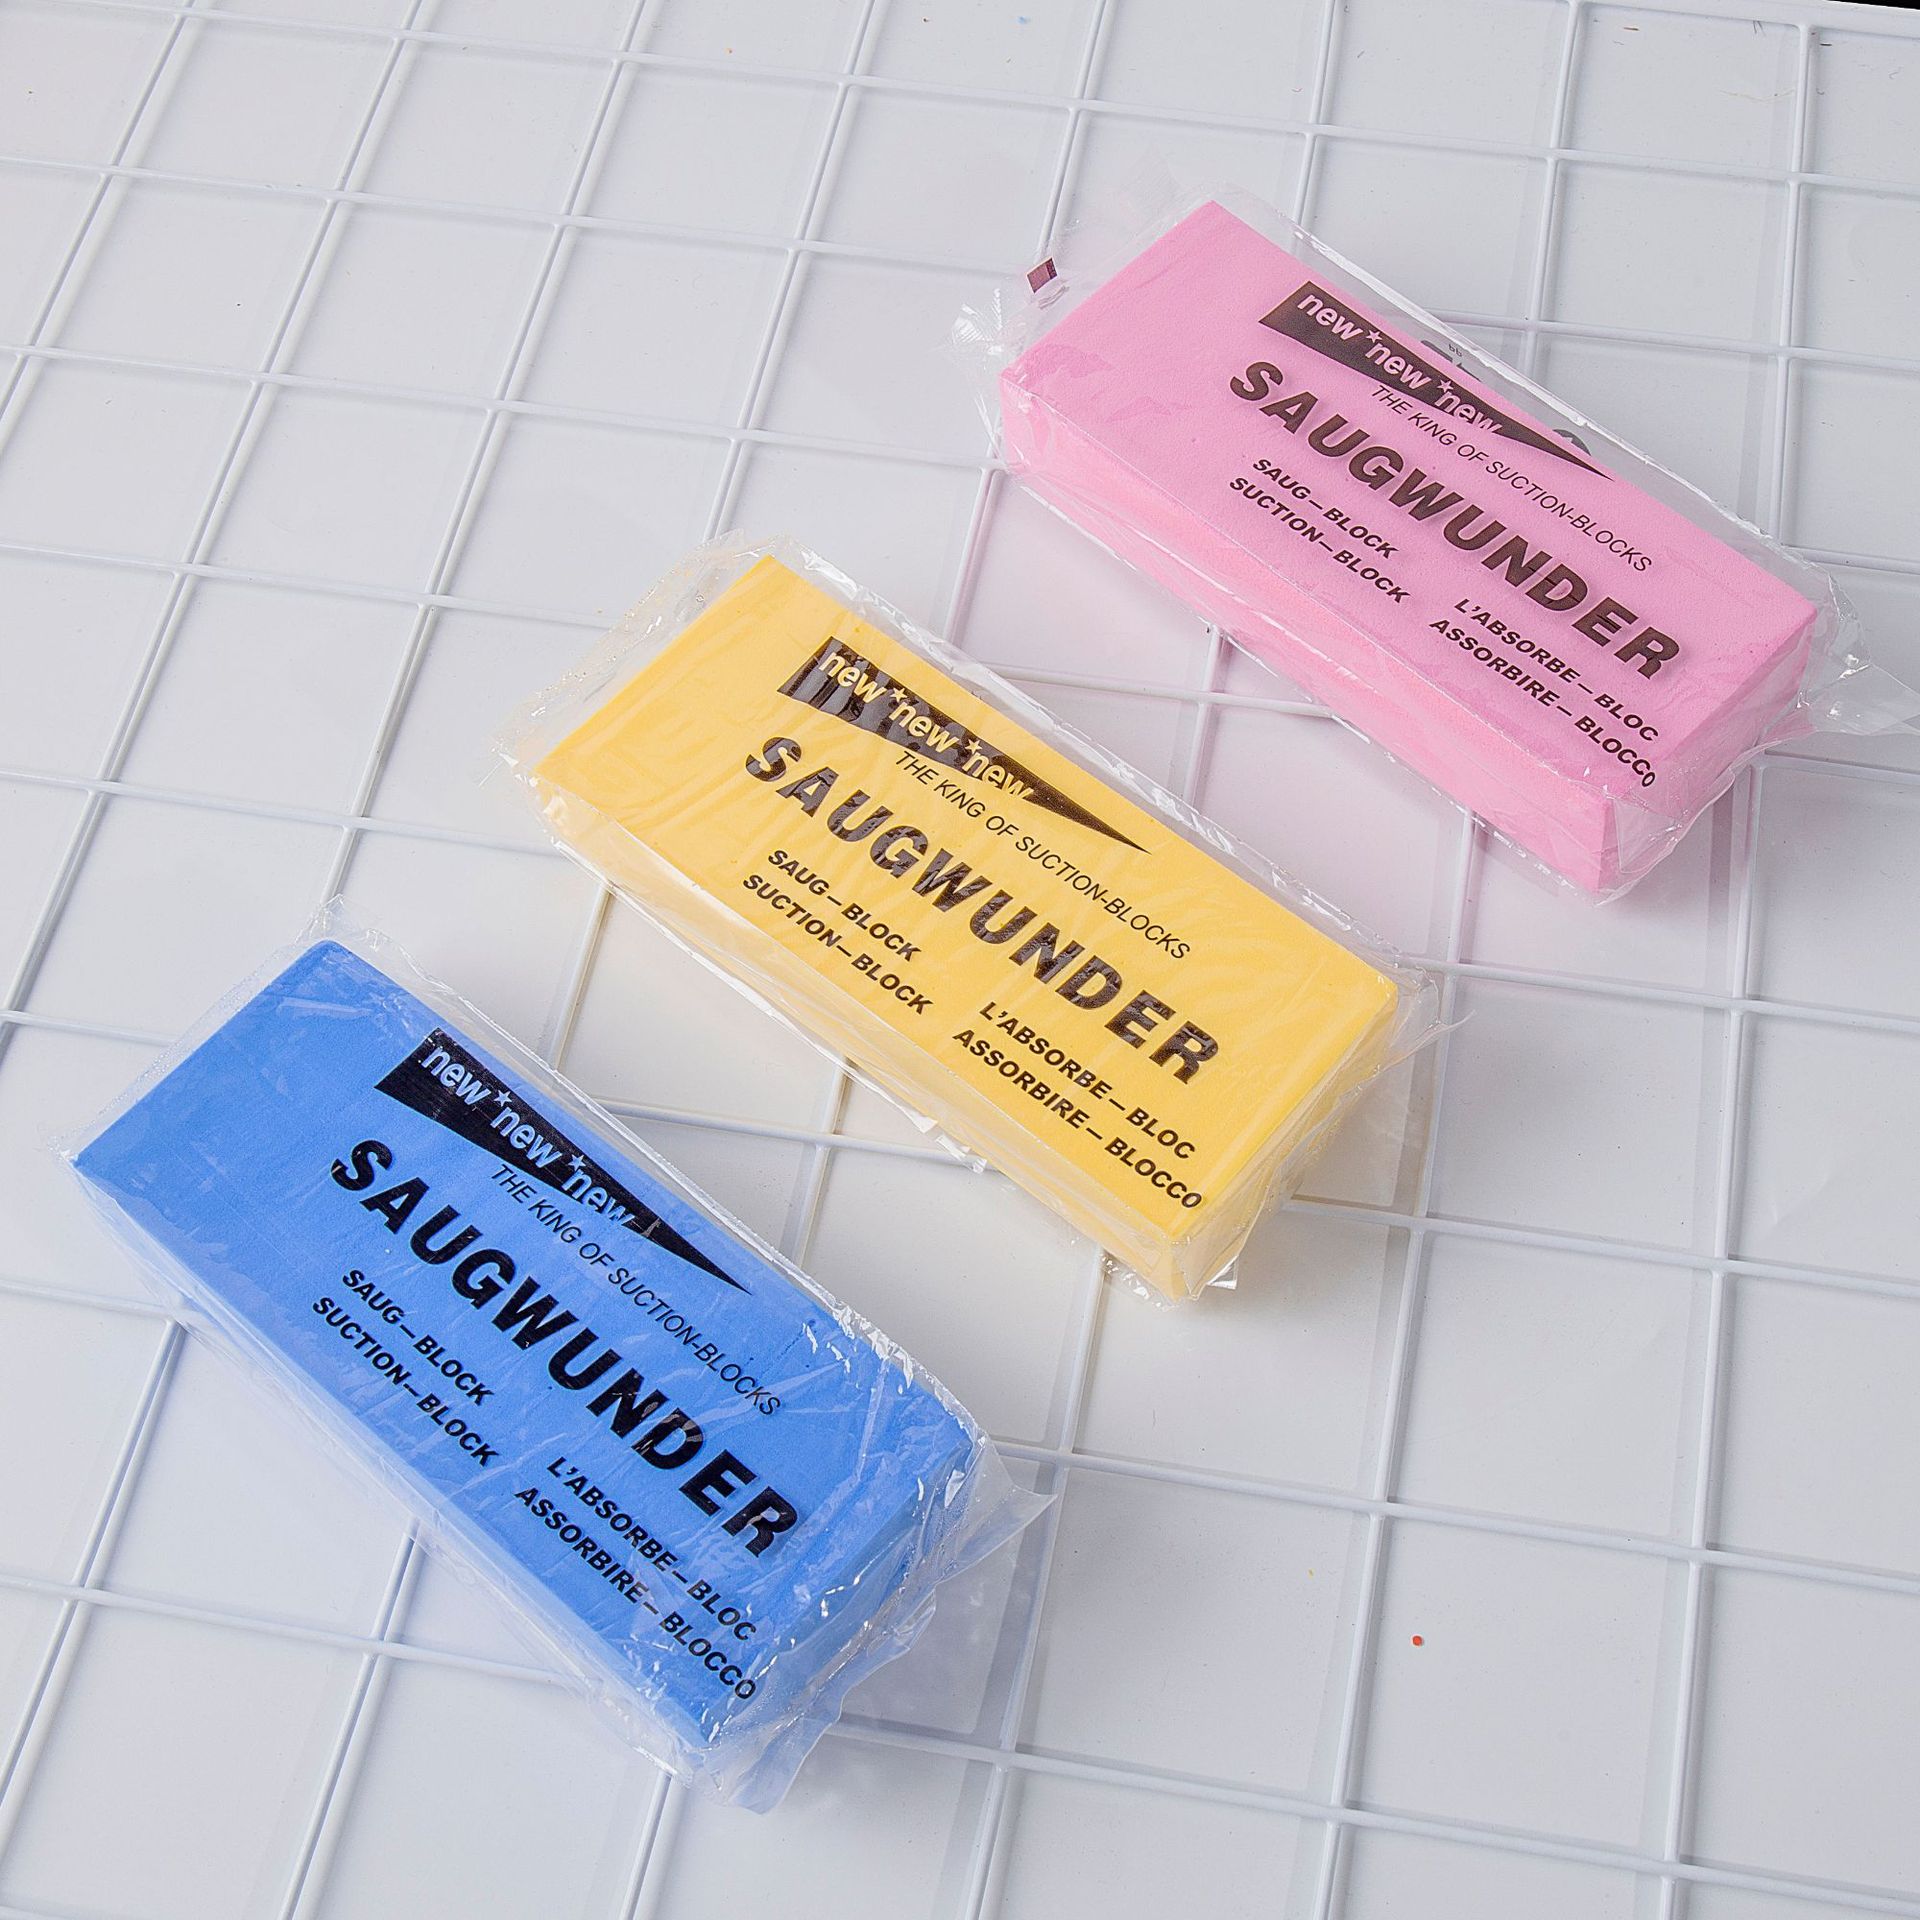 new*new*new
THE KING OF SUCTION-BLOCKS
SAUGWUNDER
SAUG–BLOCK
SUCTION–BLOCK
L'ABSORBE–BLOC
ASSORBIRE–BLOCCO
new*new*new
THE KING OF SUCTION-BLOCKS
SAUGWUNDER
SAUG–BLOCK
SUCTION–BLOCK
L'ABSORBE–BLOC
ASSORBIRE–BLOCCO
new*new*new
THE KING OF SUCTION-BLOCKS
SAUGWUNDER
SAUG–BLOCK
SUCTION–BLOCK
L'ABSORBE–BLOC
ASSORBIRE–BLOCCO